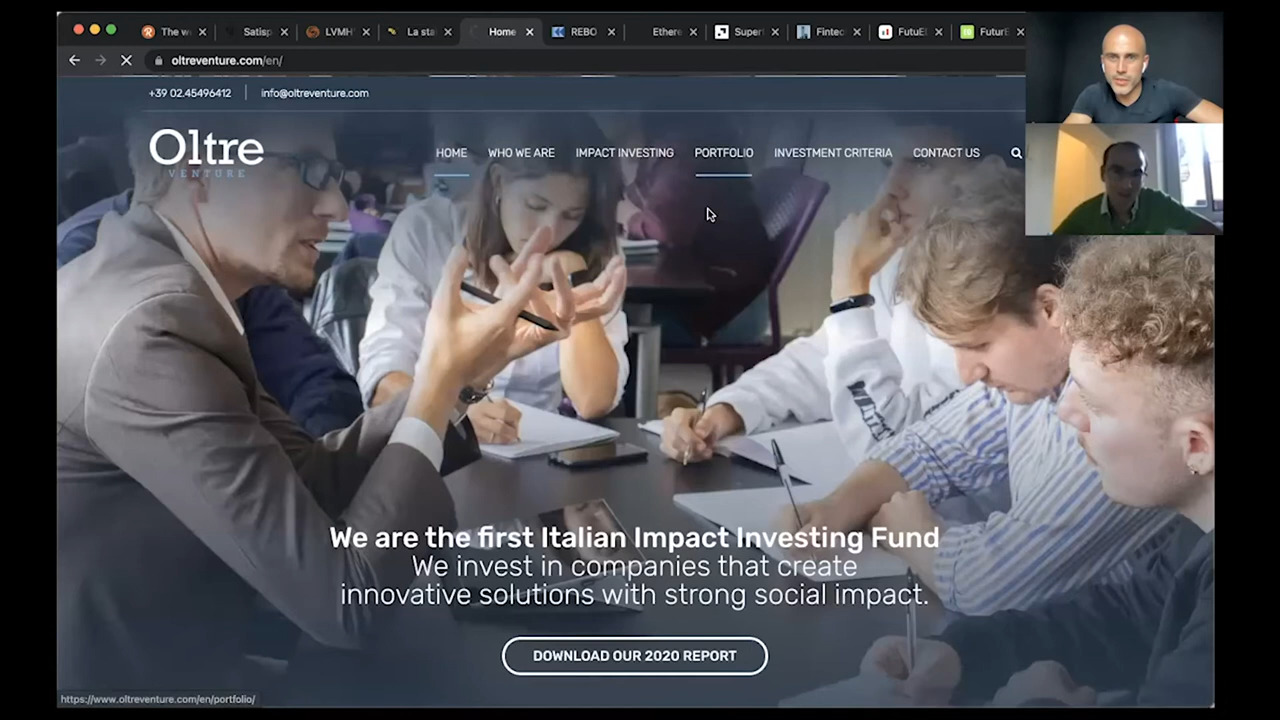 The w
Satisp
LVMH
La sta
Home
REBO
Ethere
Super
Fintec
FutuE
FuturE
oltreventure.com/en/
+39 02.45496412
info@oltreventure.com
Oltre
VENTURE
HOME
WHO WE ARE
IMPACT INVESTING
PORTFOLIO
INVESTMENT CRITERIA
CONTACT US
We are the first Italian Impact Investing Fund
We invest in companies that create
innovative solutions with strong social impact.
DOWNLOAD OUR 2020 REPORT
https://www.oltreventure.com/en/portfolio/